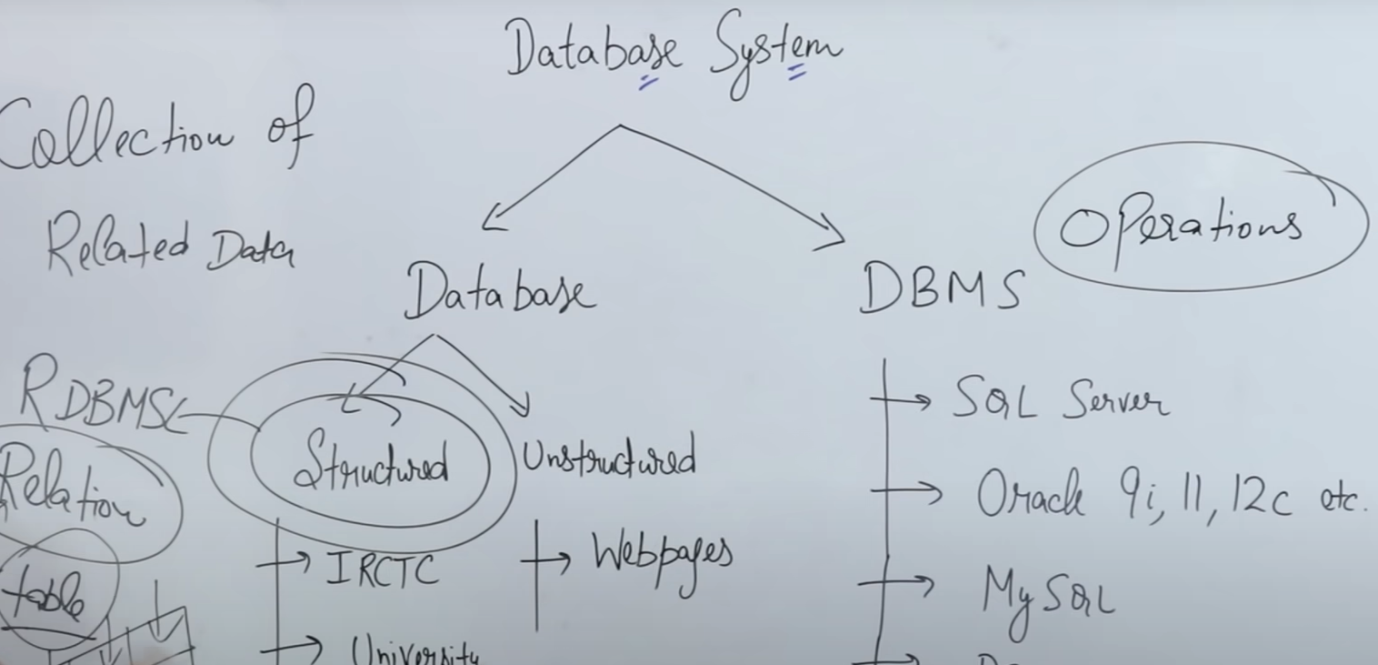 Database System
Collection of
Related Data
Operations
Database
DBMS
RDBMS
Structured
Unstructured
Relation
table
IRCTC
University
Webpages
SQL Server
Oracle 9i, 11, 12c etc.
MySQL